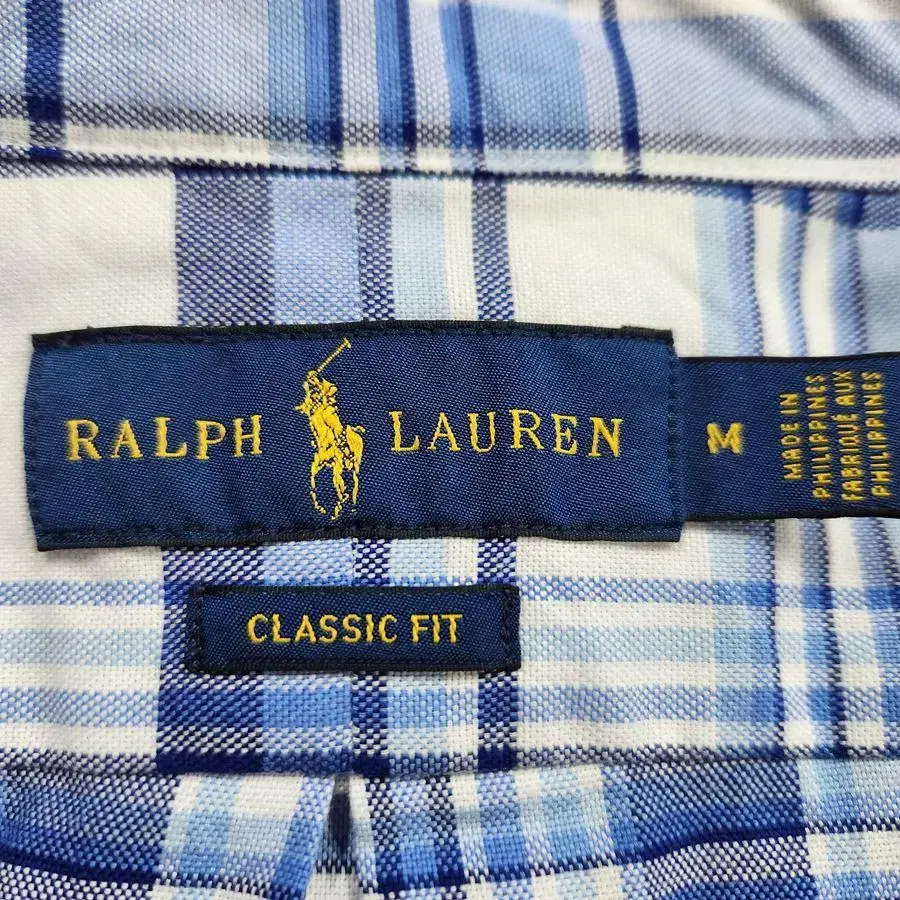 RALPH LAUREN
M
MADE IN
PHILIPPINES
FABRIQUÉ AUX
PHILIPPINES
CLASSIC FIT